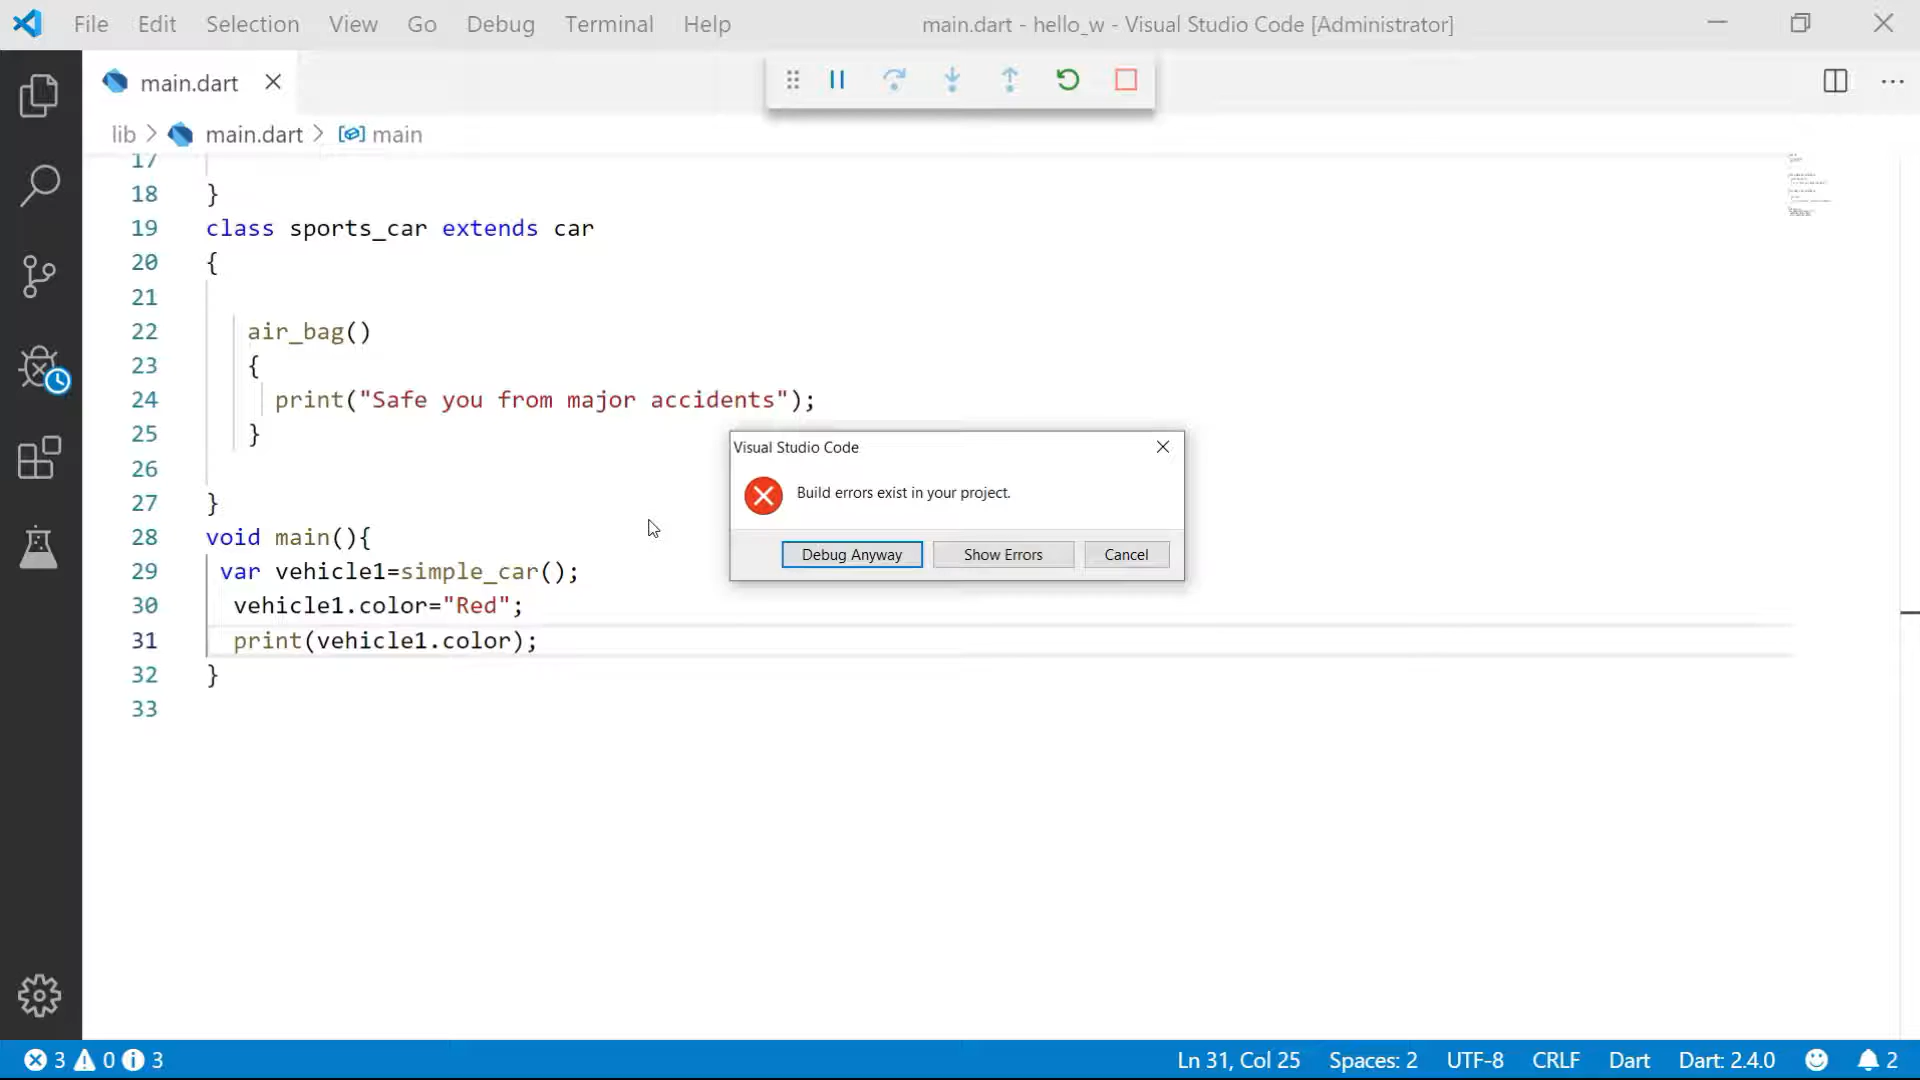 File Edit Selection View Go Debug Terminal Help main.dart - hello_w - Visual Studio Code [Administrator]
main.dart
lib > main.dart > main
17
18 }
19 class sports_car extends car
20 {
21
22 air_bag()
23 {
24 print("Safe you from major accidents");
25 }
26
27 }
28 void main(){
29 var vehicle1=simple_car();
30 vehicle1.color="Red";
31 print(vehicle1.color);
32 }
33
Visual Studio Code
Build errors exist in your project.
Debug Anyway Show Errors Cancel
3 0 3 Ln 31, Col 25 Spaces: 2 UTF-8 CRLF Dart Dart: 2.4.0 2